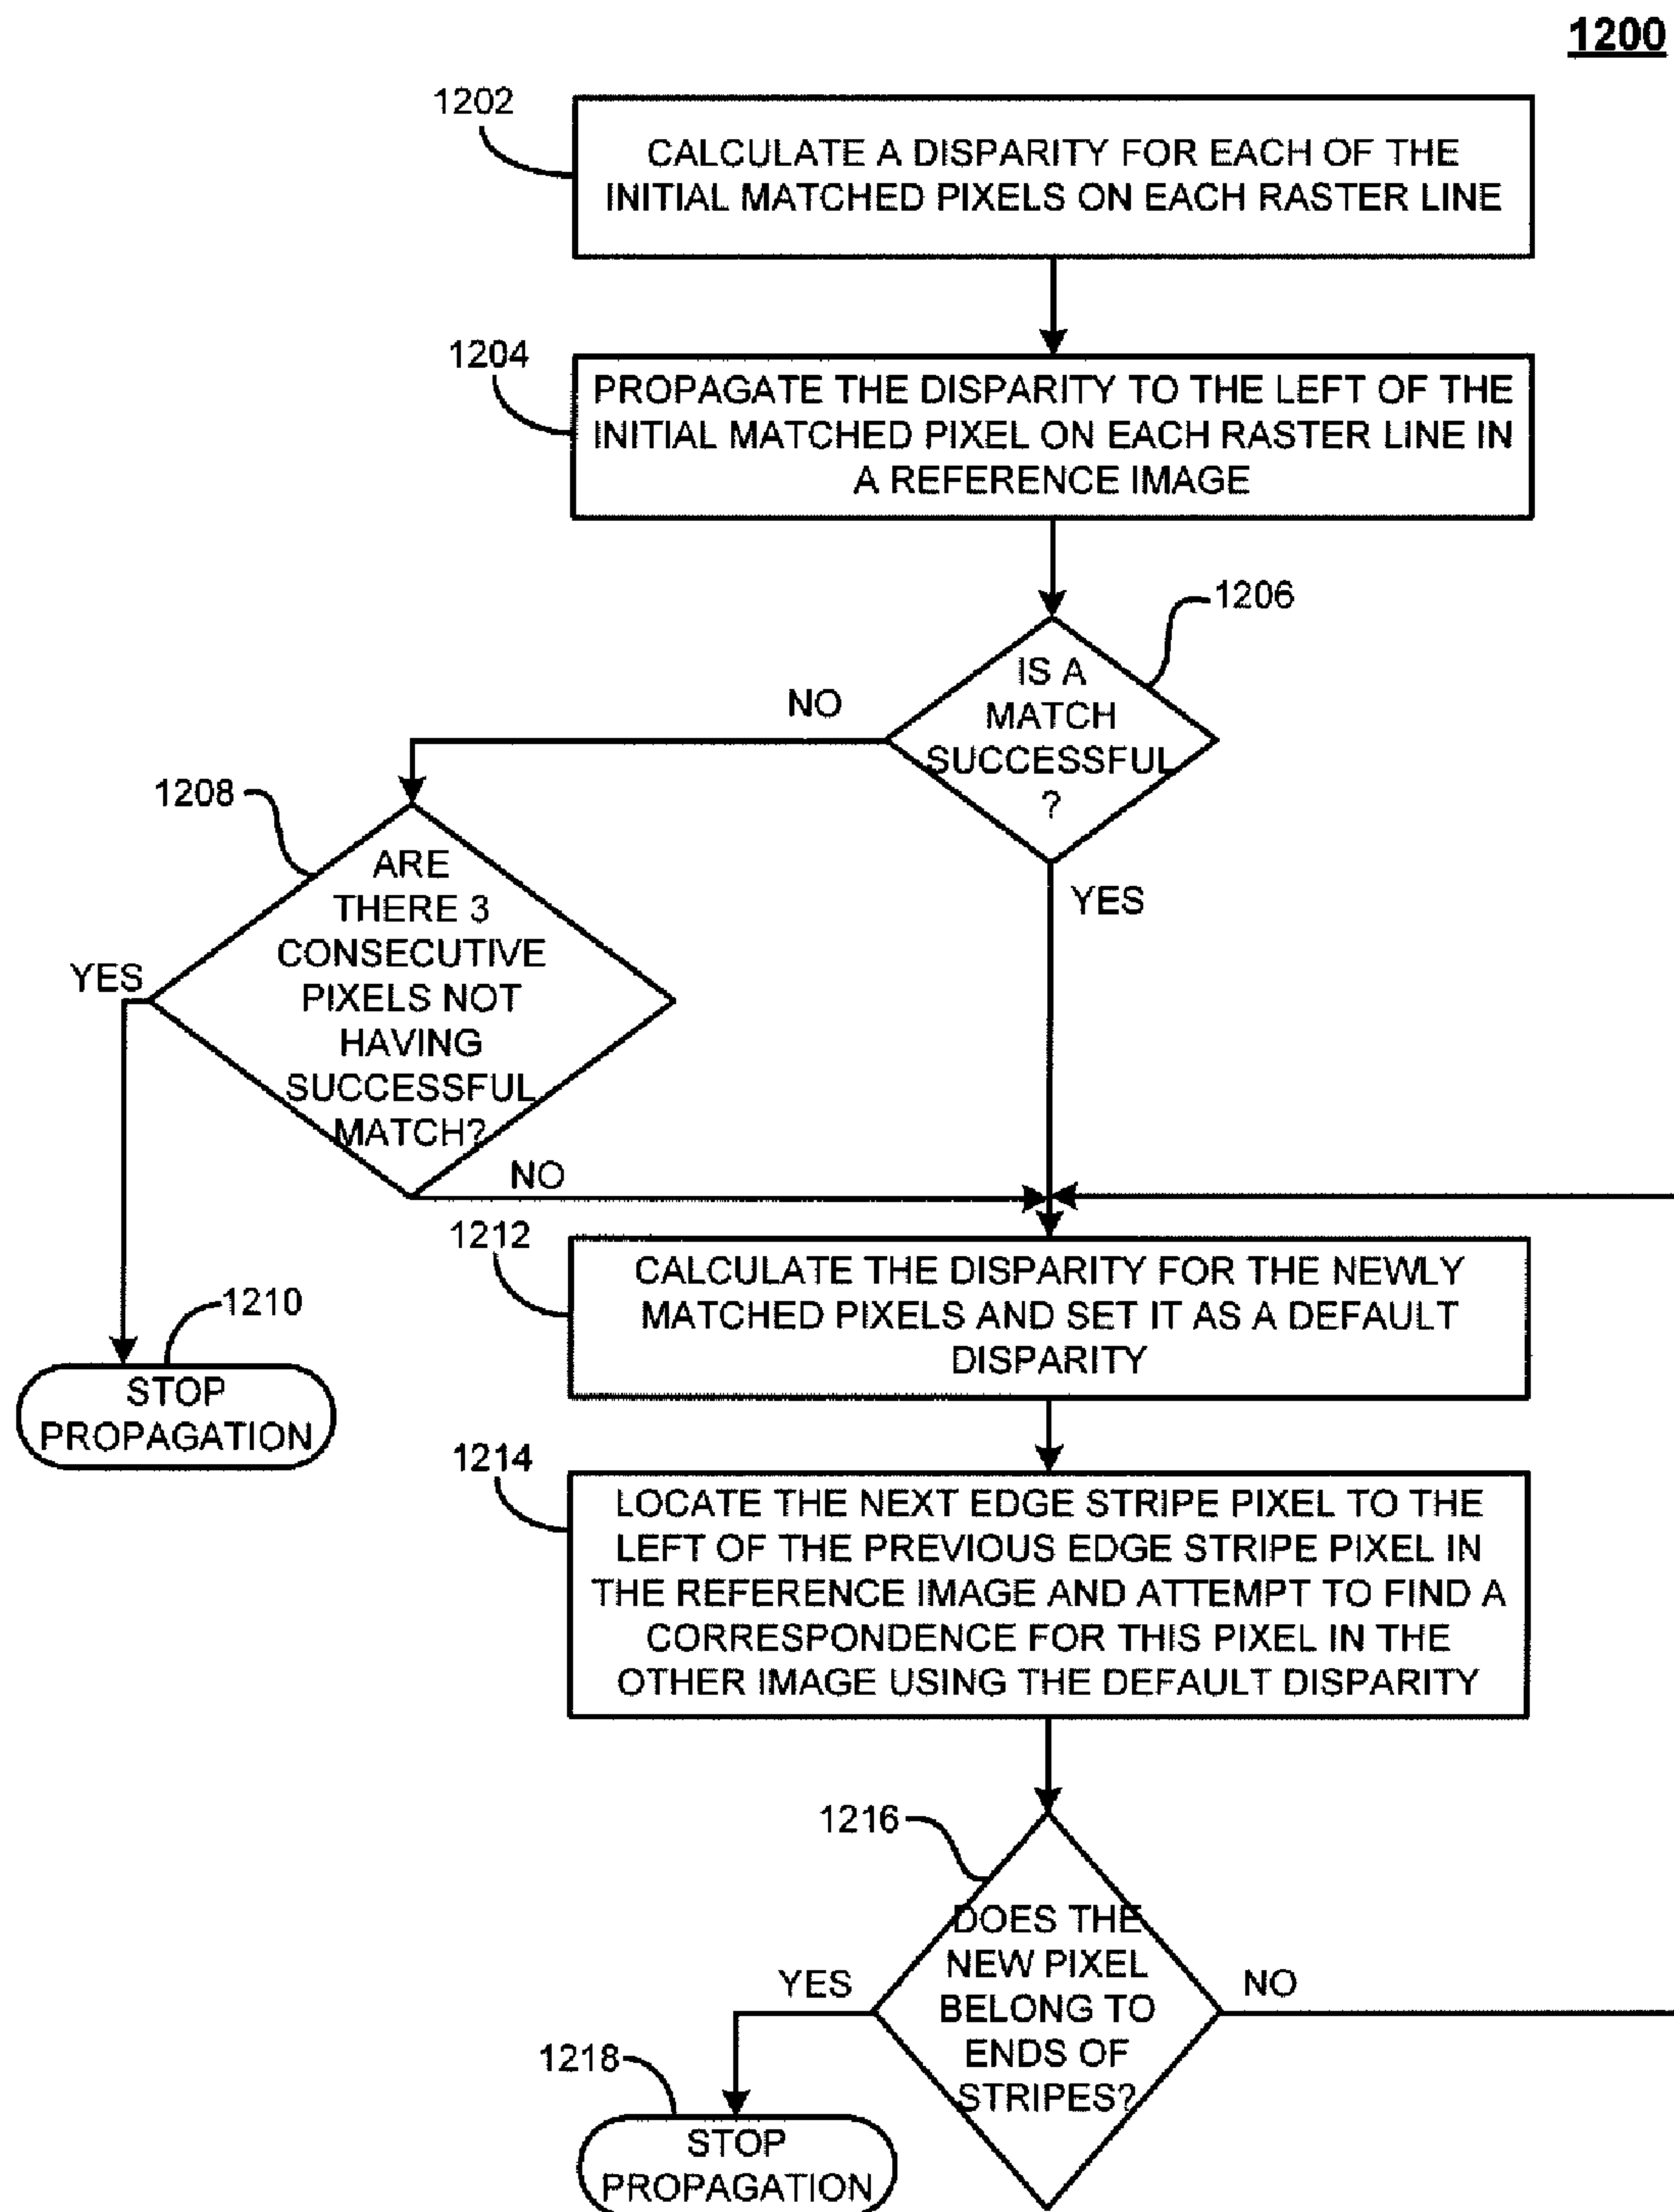 1200
1202
CALCULATE A DISPARITY FOR EACH OF THE
INITIAL MATCHED PIXELS ON EACH RASTER LINE
1204
PROPAGATE THE DISPARITY TO THE LEFT OF THE
INITIAL MATCHED PIXEL ON EACH RASTER LINE IN
A REFERENCE IMAGE
1206
IS A
MATCH
SUCCESSFUL
?
NO
YES
1208
ARE
THERE 3
CONSECUTIVE
PIXELS NOT
HAVING
SUCCESSFUL
MATCH?
YES
NO
1210
STOP
PROPAGATION
1212
CALCULATE THE DISPARITY FOR THE NEWLY
MATCHED PIXELS AND SET IT AS A DEFAULT
DISPARITY
1214
LOCATE THE NEXT EDGE STRIPE PIXEL TO THE
LEFT OF THE PREVIOUS EDGE STRIPE PIXEL IN
THE REFERENCE IMAGE AND ATTEMPT TO FIND A
CORRESPONDENCE FOR THIS PIXEL IN THE
OTHER IMAGE USING THE DEFAULT DISPARITY
1216
DOES THE
NEW PIXEL
BELONG TO
ENDS OF
STRIPES?
YES
NO
1218
STOP
PROPAGATION